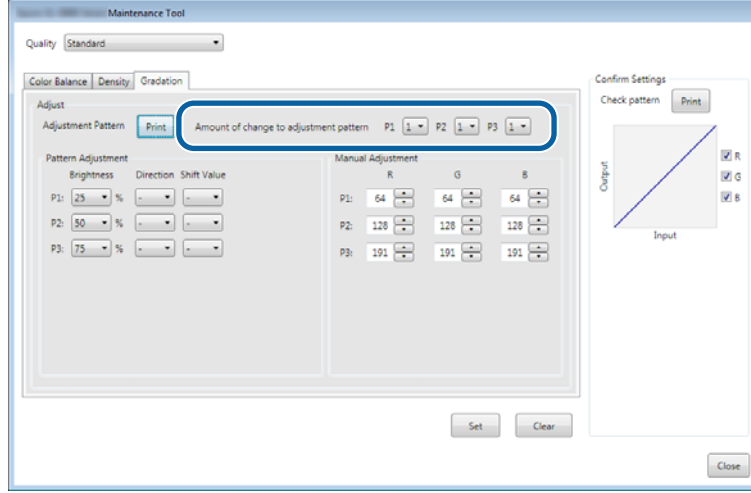 Maintenance Tool
Quality Standard
Color Balance Density Gradation
Adjust
Adjustment Pattern Print Amount of change to adjustment pattern P1 1 P2 1 P3 1
Pattern Adjustment
Brightness Direction Shift Value
P1: 25 % - -
P2: 50 % - -
P3: 75 % - -
Manual Adjustment
R G B
P1: 64 64 64
P2: 128 128 128
P3: 191 191 191
Set Clear
Confirm Settings
Check pattern Print
Output
Input
R
G
B
Close